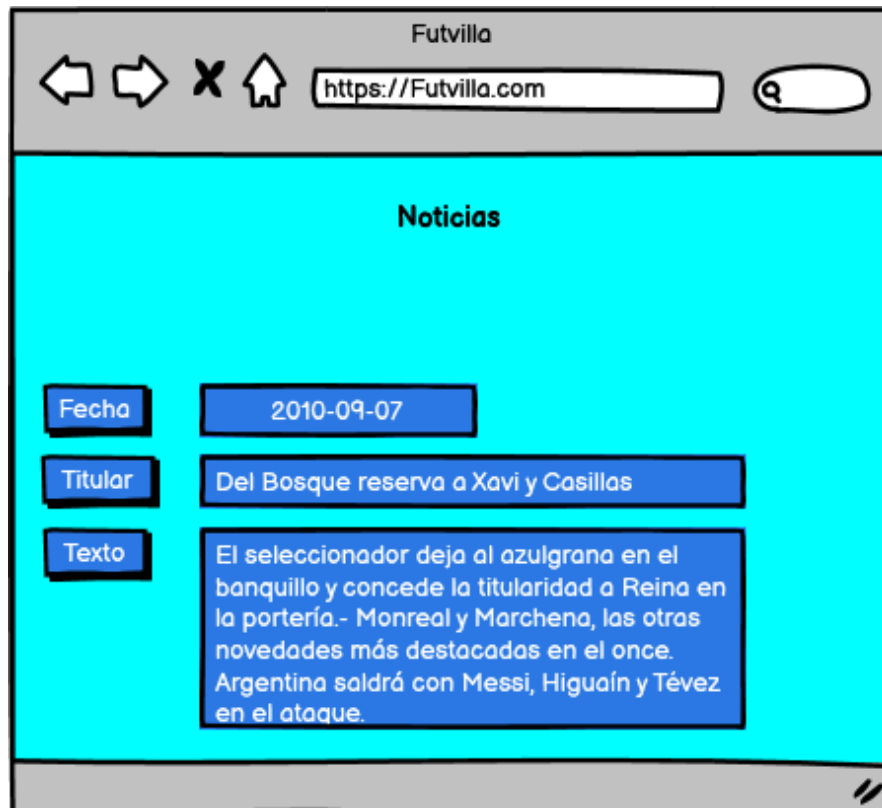 Futvilla
https://Futvilla.com
Noticias
Fecha
2010-09-07
Titular
Del Bosque reserva a Xavi y Casillas
Texto
El seleccionador deja al azulgrana en el
banquillo y concede la titularidad a Reina en
la portería.- Monreal y Marchena, las otras
novedades más destacadas en el once.
Argentina saldrá con Messi, Higuaín y Tévez
en el ataque.